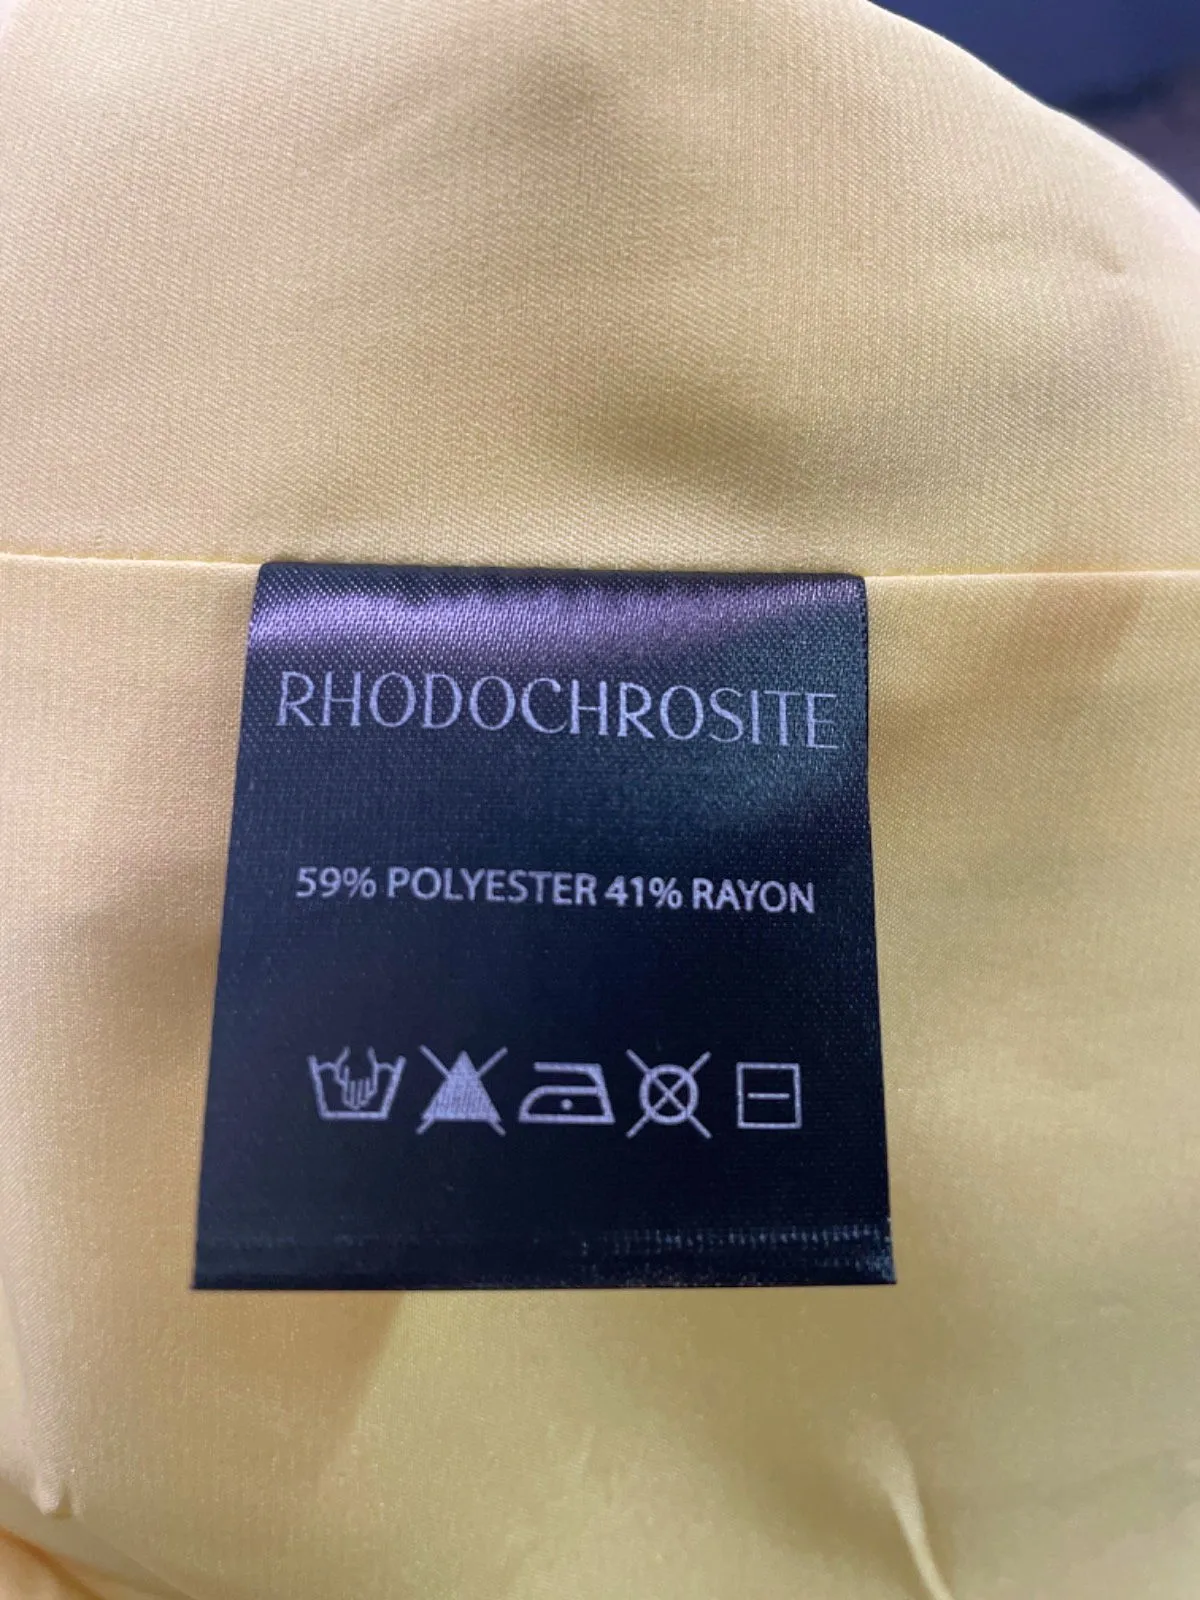 RHODOCHROSITE
59% POLYESTER 41% RAYON